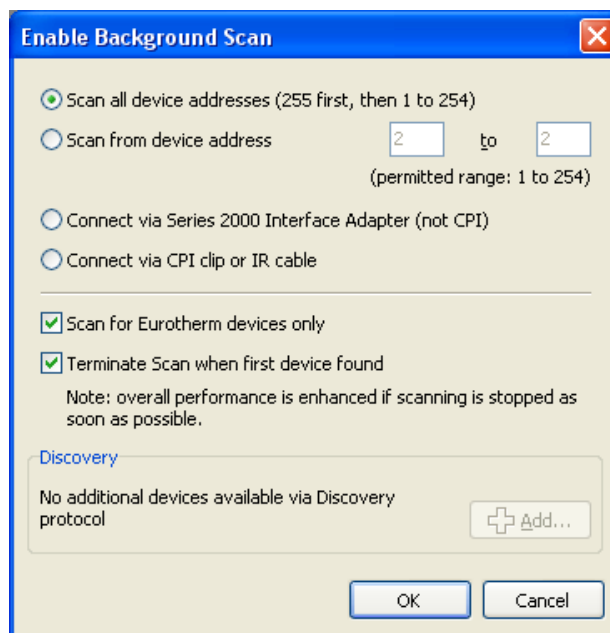 Enable Background Scan
Scan all device addresses (255 first, then 1 to 254)
Scan from device address 2 to 2
(permitted range: 1 to 254)
Connect via Series 2000 Interface Adapter (not CPI)
Connect via CPI clip or IR cable
Scan for Eurotherm devices only
Terminate Scan when first device found
Note: overall performance is enhanced if scanning is stopped as
soon as possible.
Discovery
No additional devices available via Discovery
protocol
Add...
OK Cancel